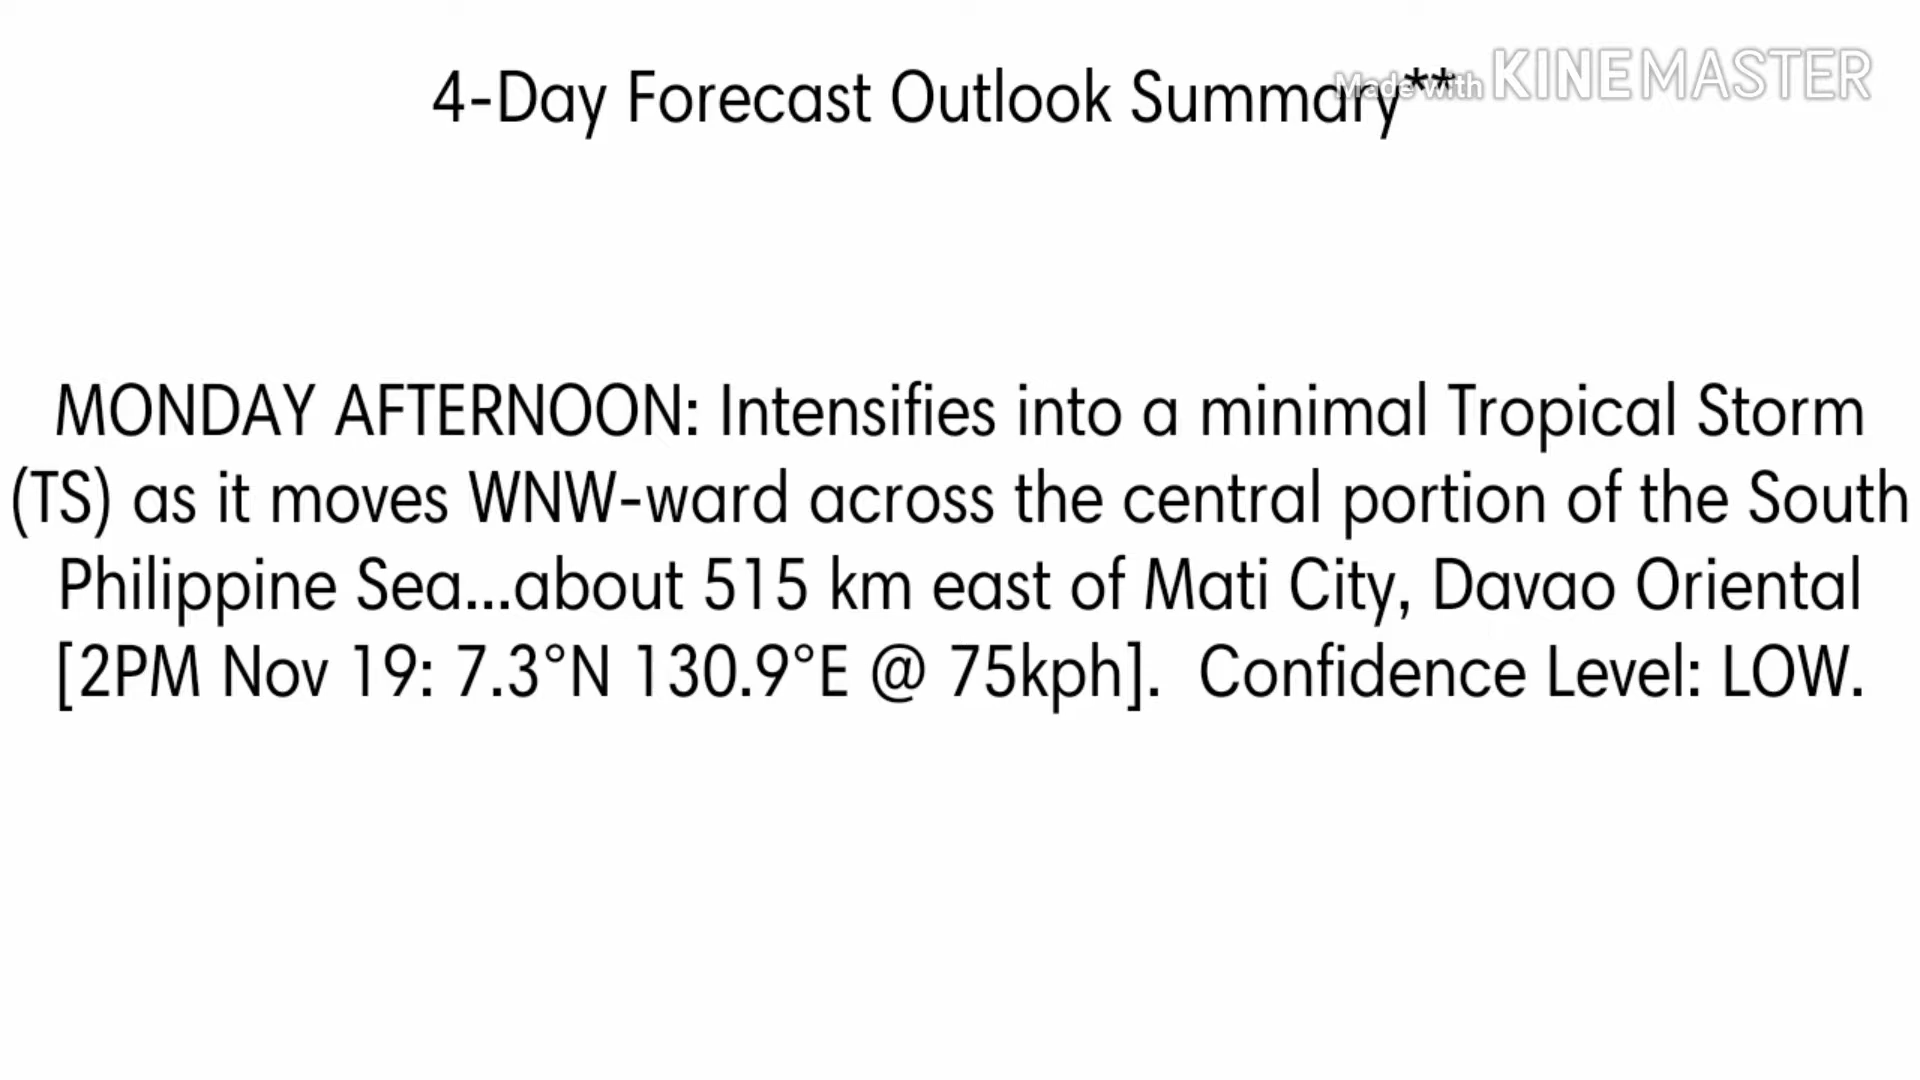 4-Day Forecast Outlook Summary**
Made with KINEMASTER
MONDAY AFTERNOON: Intensifies into a minimal Tropical Storm
(TS) as it moves WNW-ward across the central portion of the South
Philippine Sea...about 515 km east of Mati City, Davao Oriental
[2PM Nov 19: 7.3°N 130.9°E @ 75kph].  Confidence Level: LOW.